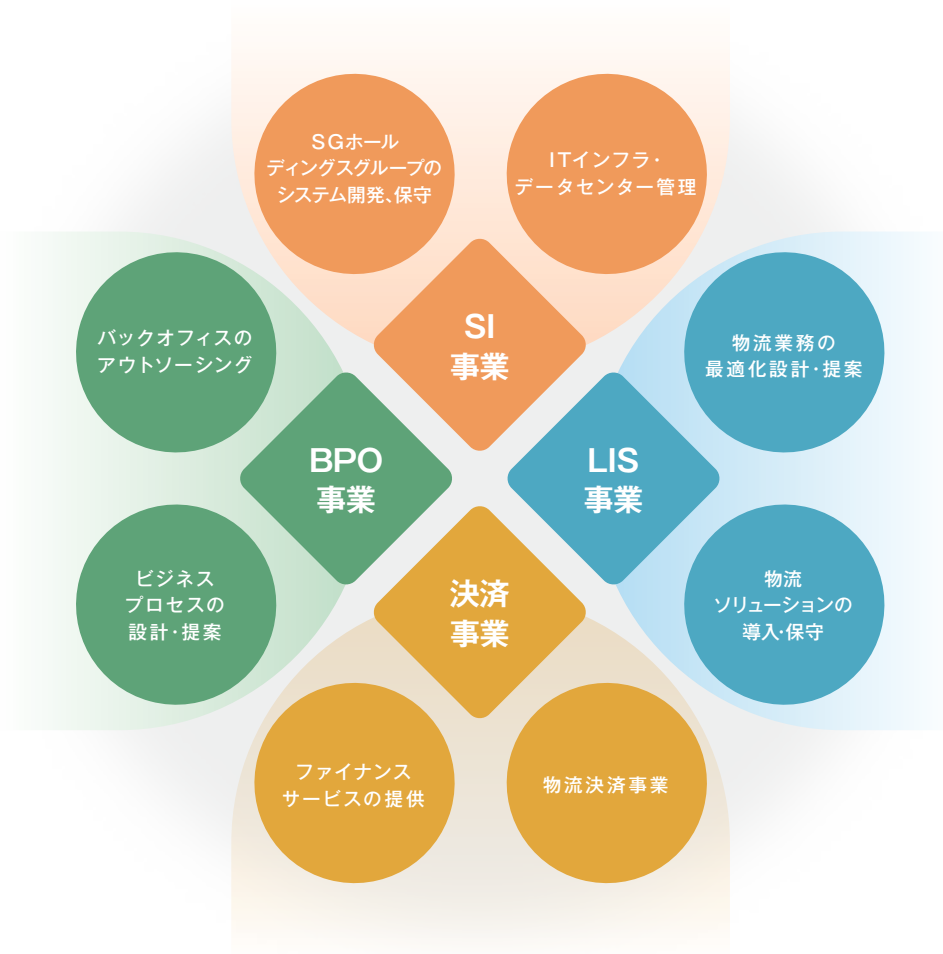 SGホール
ディングスグループの
システム開発、保守
ITインフラ・
データセンター管理
SI
事業
バックオフィスの
アウトソーシング
物流業務の
最適化設計・提案
BPO
事業
LIS
事業
ビジネス
プロセスの
設計・提案
物流
ソリューションの
導入・保守
決済
事業
ファイナンス
サービスの提供
物流決済事業